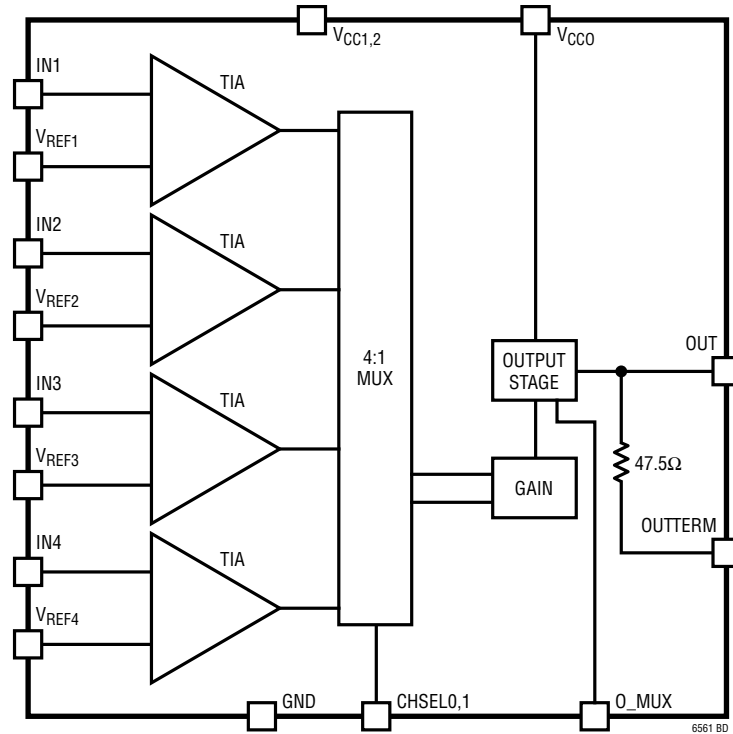 VCC1,2
VCCO
IN1
TIA
VREF1
IN2
TIA
VREF2
IN3
TIA
VREF3
IN4
TIA
VREF4
4:1
MUX
OUTPUT
STAGE
GAIN
OUT
47.5Ω
OUTTERM
GND
CHSEL0,1
O_MUX
6561 BD